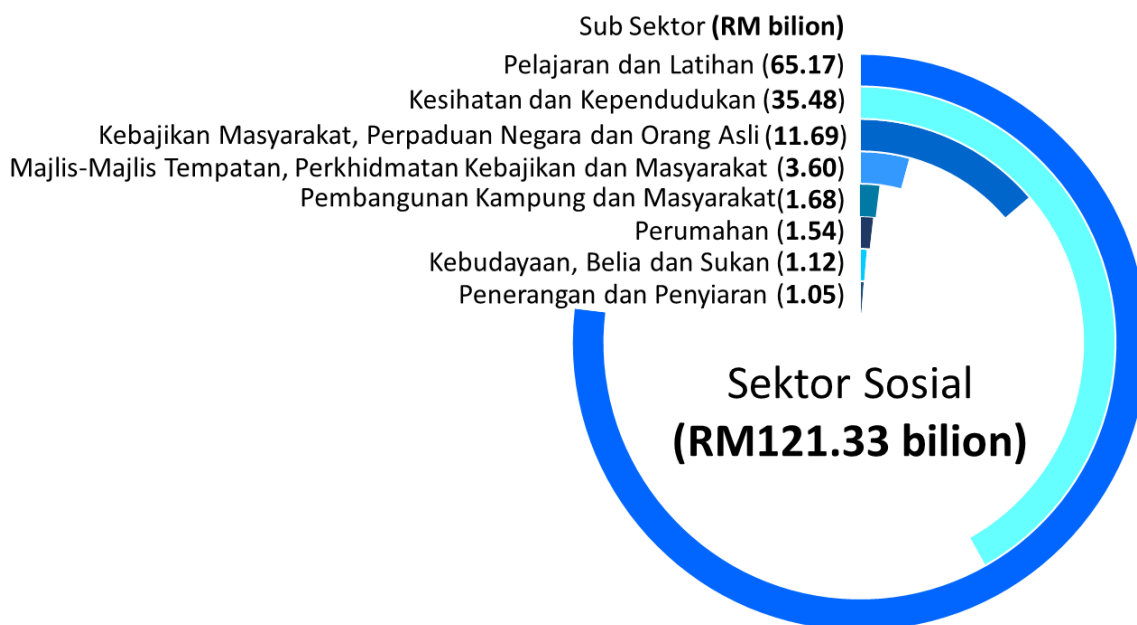 Sub Sektor (RM bilion)
Pelajaran dan Latihan (65.17)
Kesihatan dan Kependudukan (35.48)
Kebajikan Masyarakat, Perpaduan Negara dan Orang Asli (11.69)
Majlis-Majlis Tempatan, Perkhidmatan Kebajikan dan Masyarakat (3.60)
Pembangunan Kampung dan Masyarakat(1.68)
Perumahan (1.54)
Kebudayaan, Belia dan Sukan (1.12)
Penerangan dan Penyiaran (1.05)
Sektor Sosial
(RM121.33 bilion)